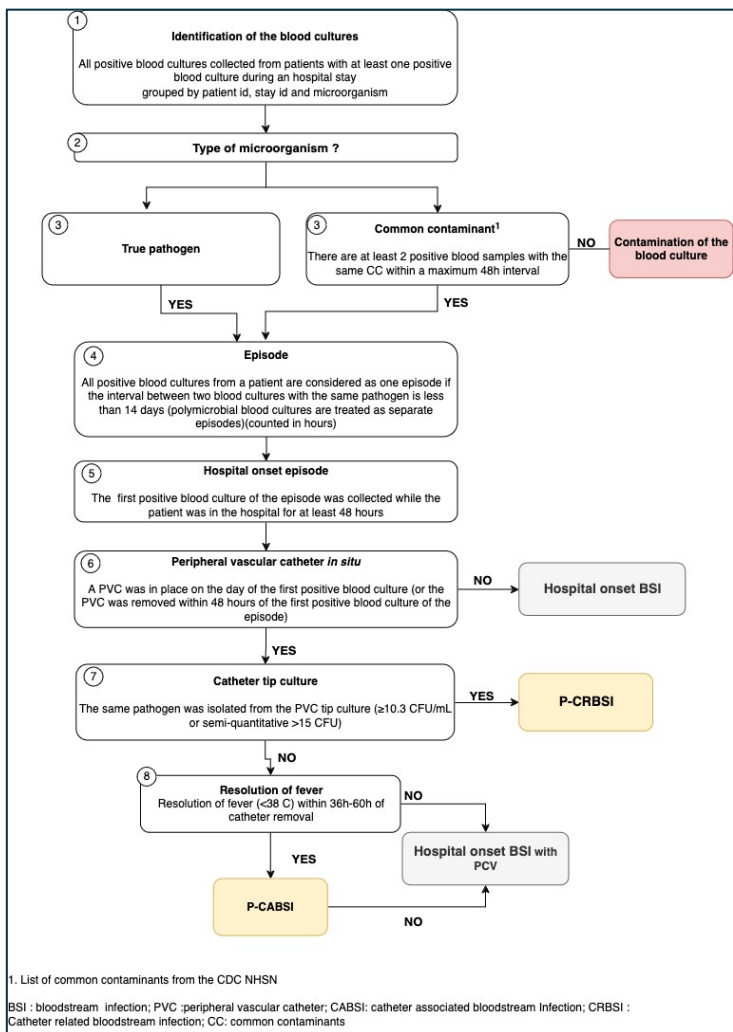 1
Identification of the blood cultures
All positive blood cultures collected from patients with at least one positive
blood culture during an hospital stay
grouped by patient id, stay id and microorganism
2
Type of microorganism ?
3
True pathogen
3
Common contaminant1
There are at least 2 positive blood samples with the
same CC within a maximum 48h interval
NO
Contamination of the
blood culture
YES
YES
4
Episode
All positive blood cultures from a patient are considered as one episode if
the interval between two blood cultures with the same pathogen is less
than 14 days (polymicrobial blood cultures are treated as separate
episodes)(counted in hours)
5
Hospital onset episode
The first positive blood culture of the episode was collected while the
patient was in the hospital for at least 48 hours
6
Peripheral vascular catheter in situ
A PVC was in place on the day of the first positive blood culture (or the
the PVC was removed within 48 hours of the first positive blood culture of the
episode)
NO
Hospital onset BSI
YES
7
Catheter tip culture
The same pathogen was isolated from the PVC tip culture (≥10.3 CFU/mL
or semi-quantitative >15 CFU)
YES
P-CRBSI
NO
8
Resolution of fever
Resolution of fever (<38 C) within 36h-60h of
catheter removal
NO
Hospital onset BSI with
PCV
YES
P-CABSI
NO
1. List of common contaminants from the CDC NHSN
BSI : bloodstream infection; PVC :peripheral vascular catheter; CABSI: catheter associated bloodstream Infection; CRBSI :
Catheter related bloodstream infection; CC: common contaminants